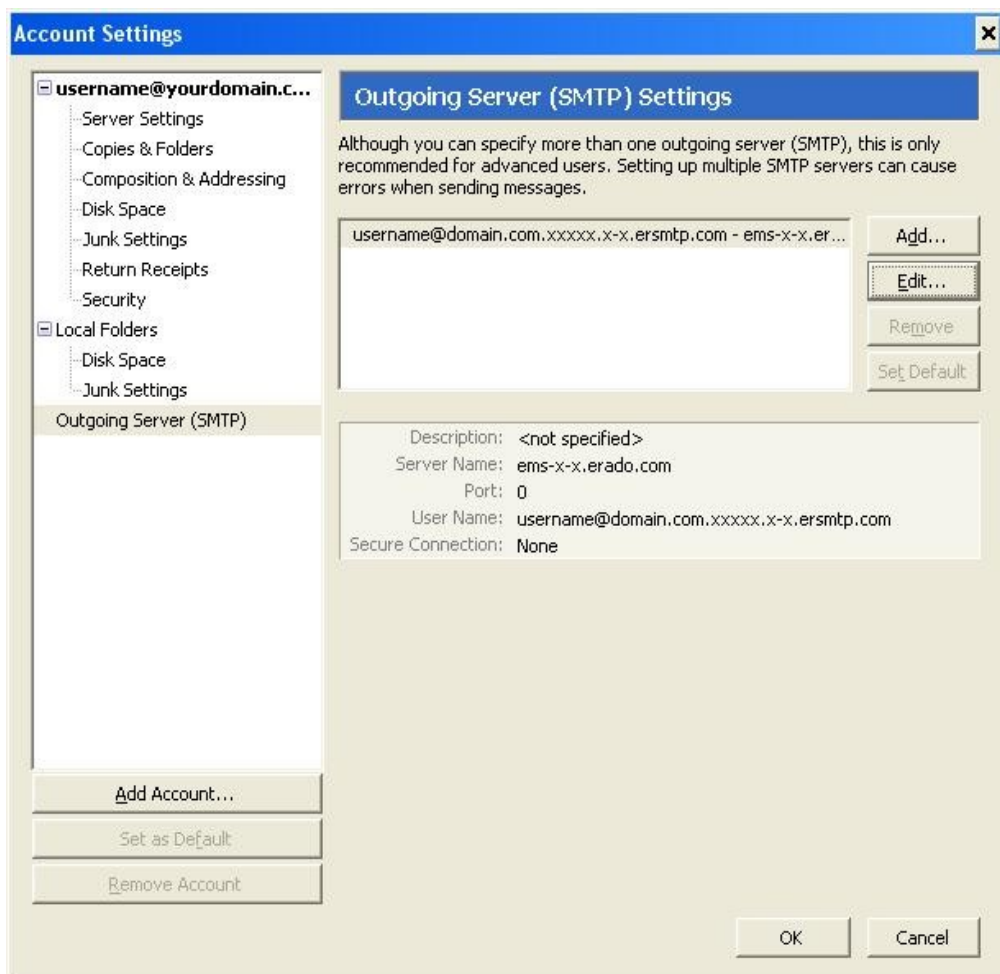 Account Settings
username@yourdomain.c...
Server Settings
Copies & Folders
Composition & Addressing
Disk Space
Junk Settings
Return Receipts
Security
Local Folders
Disk Space
Junk Settings
Outgoing Server (SMTP)
Add Account...
Set as Default
Remove Account
Outgoing Server (SMTP) Settings
Although you can specify more than one outgoing server (SMTP), this is only
recommended for advanced users. Setting up multiple SMTP servers can cause
errors when sending messages.
username@domain.com.xxxxx.x-x.ersmtp.com - ems-x-x.er...
Add...
Edit...
Remove
Set Default
Description: <not specified>
Server Name: ems-x-x.erado.com
Port: 0
User Name: username@domain.com.xxxxx.x-x.ersmtp.com
Secure Connection: None
OK
Cancel